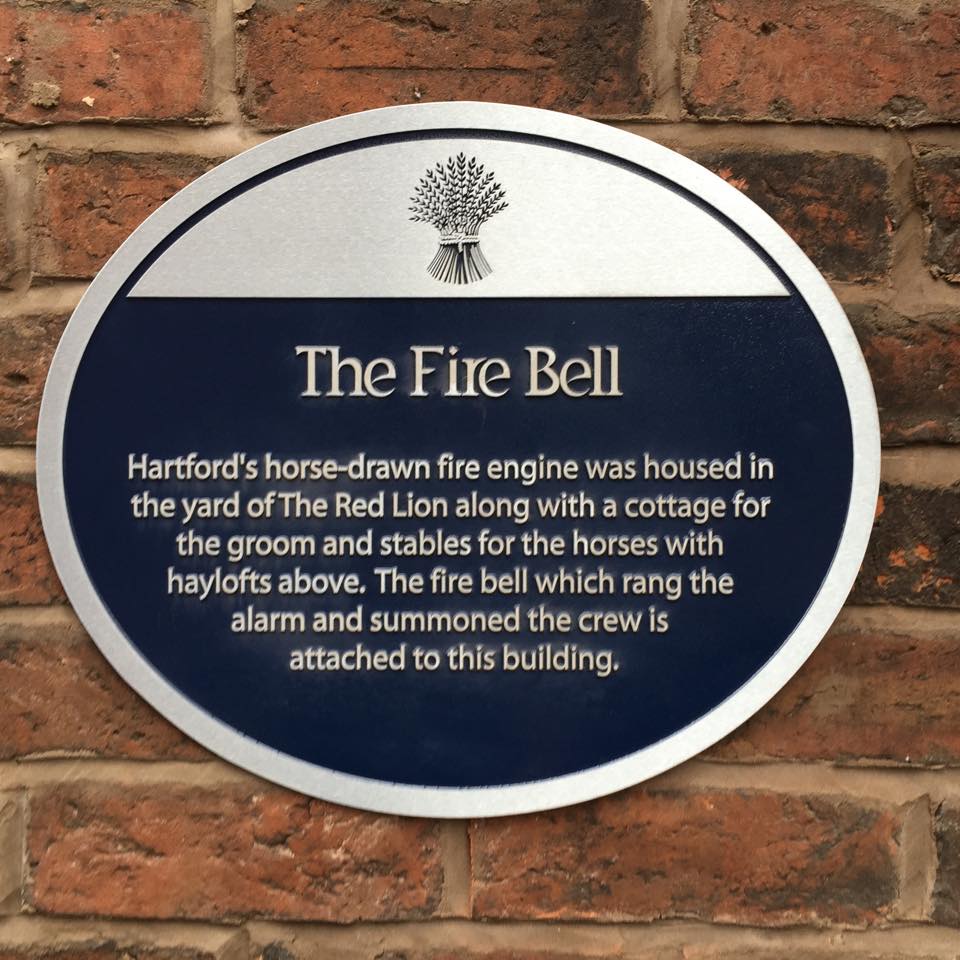 The Fire Bell
Hartford's horse-drawn fire engine was housed in
the yard of The Red Lion along with a cottage for
the groom and stables for the horses with
haylofts above. The fire bell which rang the
alarm and summoned the crew is
attached to this building.